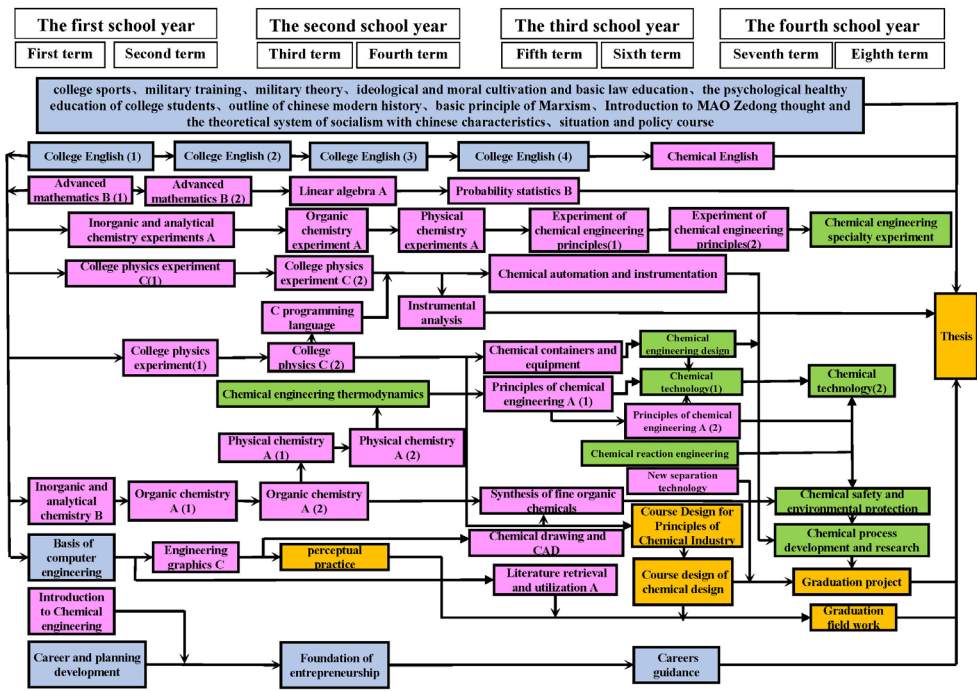 The first school year
The second school year
The third school year
The fourth school year
First term
Second term
Third term
Fourth term
Fifth term
Sixth term
Seventh term
Eighth term
college sports、military training、military theory、ideological and moral cultivation and basic law education、the psychological healthy
education of college students、outline of chinese modern history、basic principle of Marxism、Introduction to MAO Zedong thought and
the theoretical system of socialism with chinese characteristics、situation and policy course
College English (1)
College English (2)
College English (3)
College English (4)
Chemical English
Advanced
mathematics B (1)
Advanced
mathematics B (2)
Linear algebra A
Probability statistics B
Inorganic and analytical
chemistry experiments A
Organic
chemistry
experiment A
Physical
chemistry
experiments A
Experiment of
chemical engineering
principles(1)
Experiment of
chemical engineering
principles(2)
Chemical engineering
specialty experiment
College physics experiment
C(1)
College physics
experiment C (2)
Chemical automation and instrumentation
C programming
language
Instrumental
analysis
Thesis
College physics
experiment(1)
College
physics C (2)
Chemical containers and
equipment
Chemical
engineering design
Chemical engineering thermodynamics
Principles of chemical
engineering A (1)
Chemical
technology(1)
Chemical
technology(2)
Principles of chemical
engineering A (2)
Physical chemistry
A (1)
Physical chemistry
A (2)
Chemical reaction engineering
New separation
technology
Inorganic and
analytical
chemistry B
Organic chemistry
A (1)
Organic chemistry
A (2)
Synthesis of fine organic
chemicals
Chemical safety and
environmental protection
Course Design for
Principles of
Chemical Industry
Chemical process
development and research
Basis of
computer
engineering
Engineering
graphics C
perceptual
practice
Chemical drawing and
CAD
Literature retrieval
and utilization A
Course design of
chemical design
Graduation project
Introduction
to Chemical
engineering
Graduation
field work
Career and planning
development
Foundation of
entrepreneurship
Careers
guidance